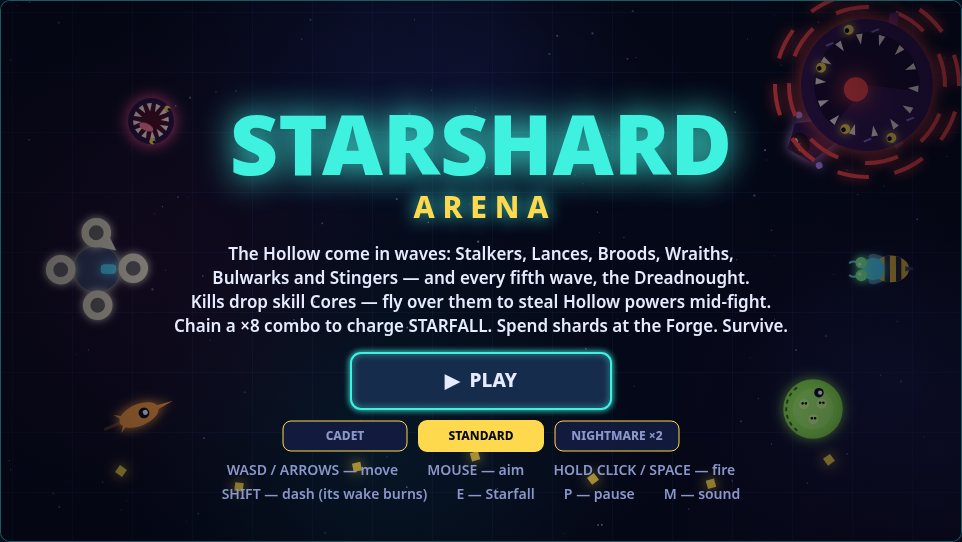 STARSHARD
ARENA
The Hollow come in waves: Stalkers, Lances, Broods, Wraiths,
Bulwarks and Stingers — and every fifth wave, the Dreadnought.
Kills drop skill Cores — fly over them to steal Hollow powers mid-fight.
Chain a ×8 combo to charge STARFALL. Spend shards at the Forge. Survive.
▶ PLAY
CADET STANDARD NIGHTMARE ×2
WASD / ARROWS — move MOUSE — aim HOLD CLICK / SPACE — fire
SHIFT — dash (its wake burns) E — Starfall P — pause M — sound